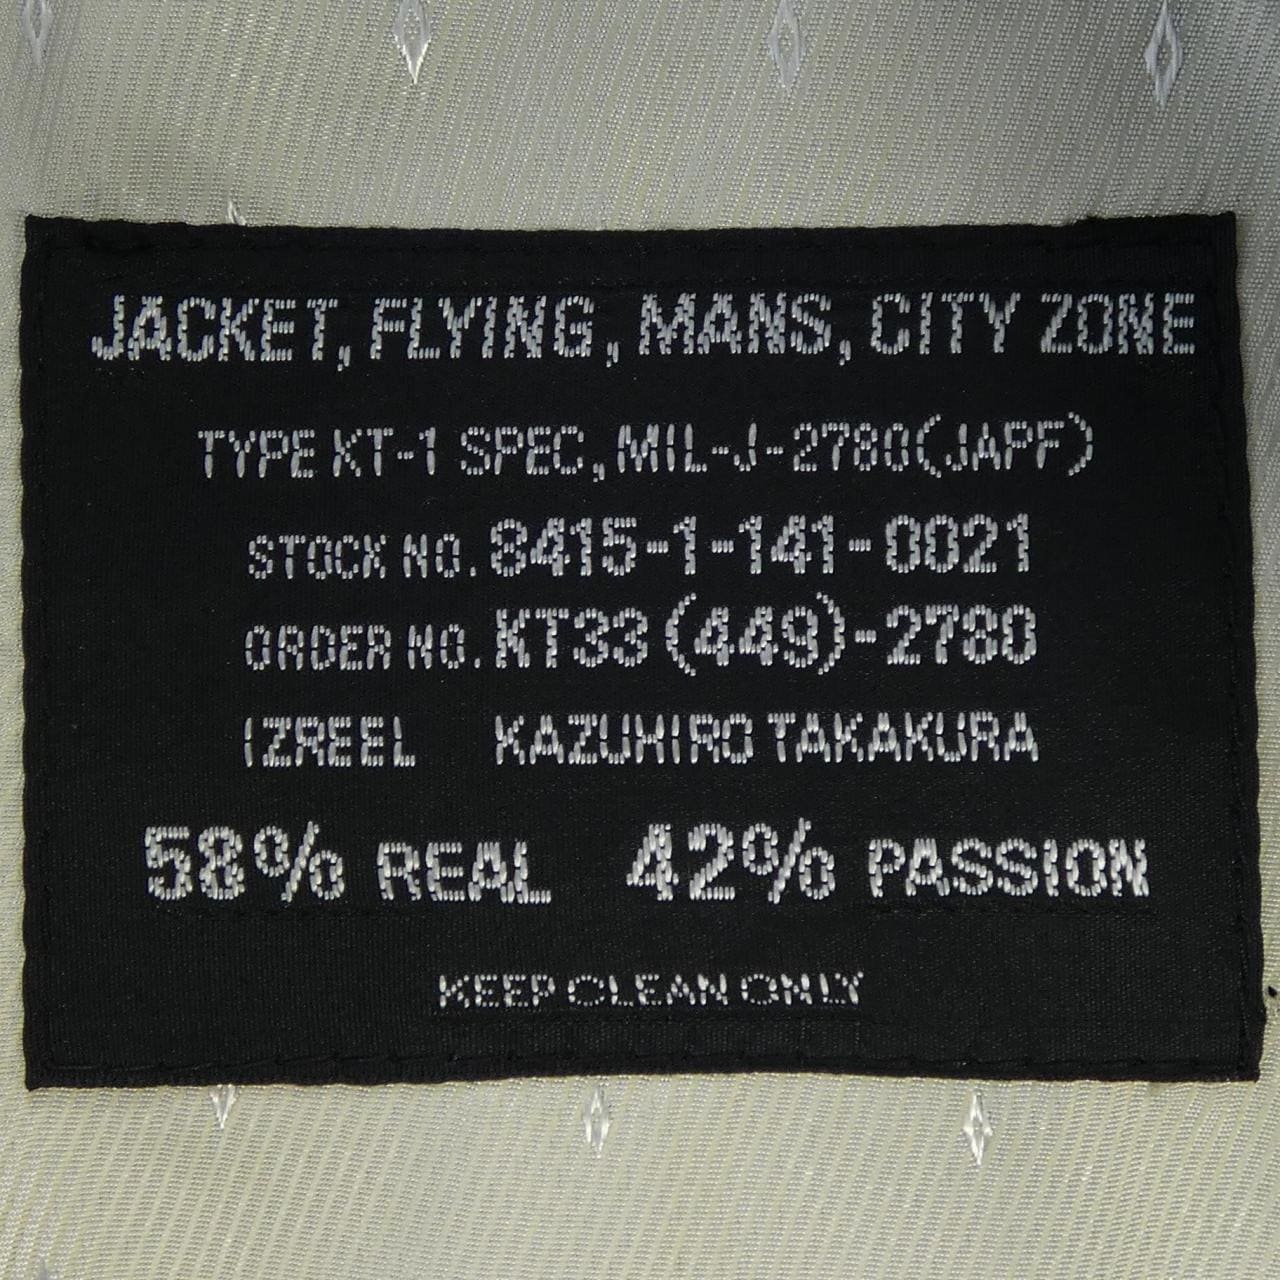 JACKET, FLYING, MANS, CITY ZONE
TYPE KT-1 SPEC, MIL-J-2780(JAPF)
STOCK NO. 8415-1-141-0021
ORDER NO. KT33(449)-2780
IZREEL KAZUHIRO TAKAKURA
58% REAL 42% PASSION
KEEP CLEAN ONLY